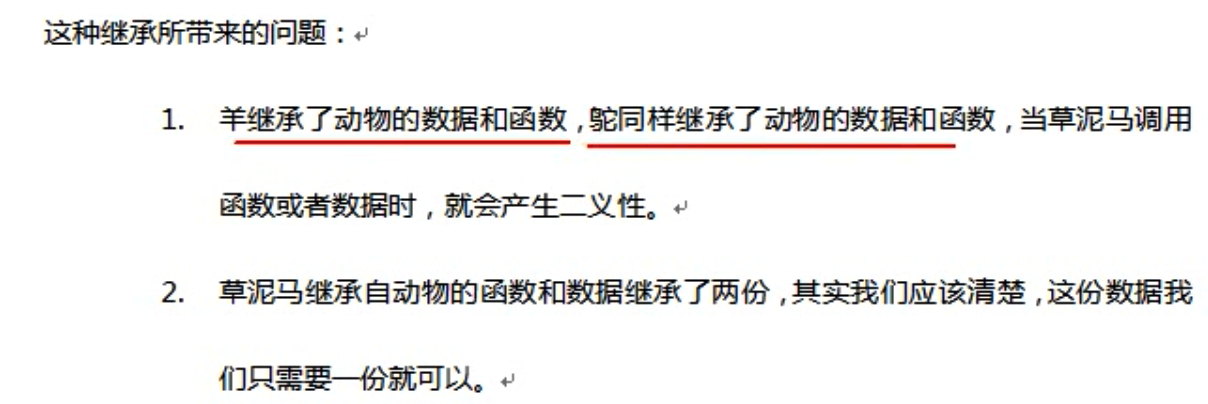 这种继承所带来的问题：↵
1. 羊继承了动物的数据和函数，鸵同样继承了动物的数据和函数，当草泥马调用
函数或者数据时，就会产生二义性。↵
2. 草泥马继承自动物的函数和数据继承了两份，其实我们应该清楚，这份数据我
们只需要一份就可以。↵